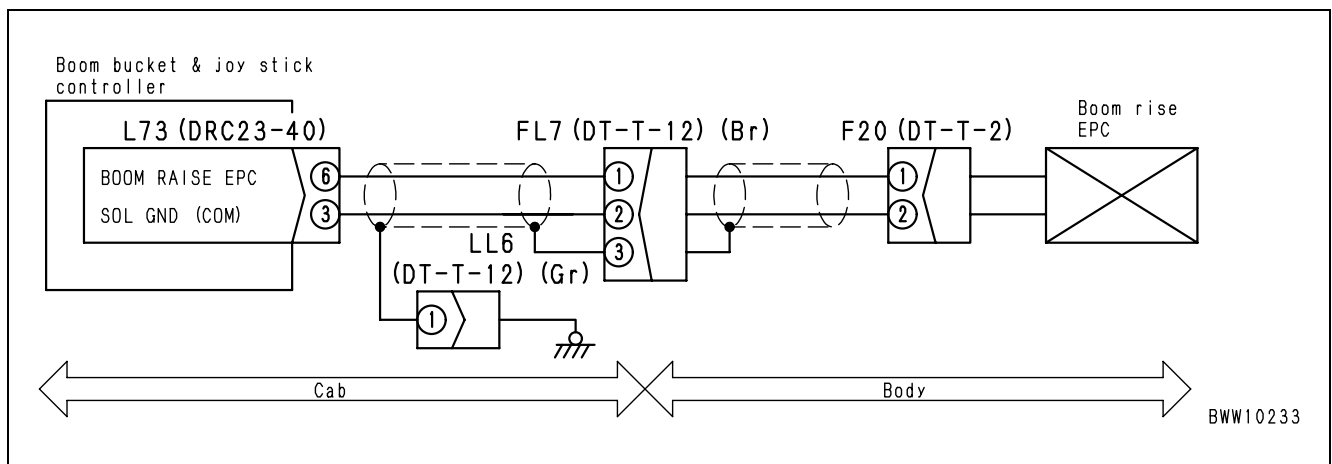 Boom bucket & joy stick
controller
L73 (DRC23-40)
BOOM RAISE EPC
SOL GND (COM)
6
3
FL7 (DT-T-12) (Br)
1
2
3
LL6
(DT-T-12) (Gr)
1
F20 (DT-T-2)
1
2
Boom rise
EPC
Cab
Body
BWW10233